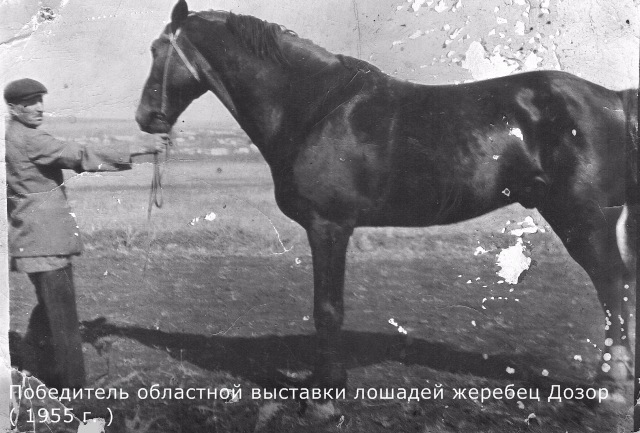 Победитель областной выставки лошадей жеребец Дозор
( 1955 г. )